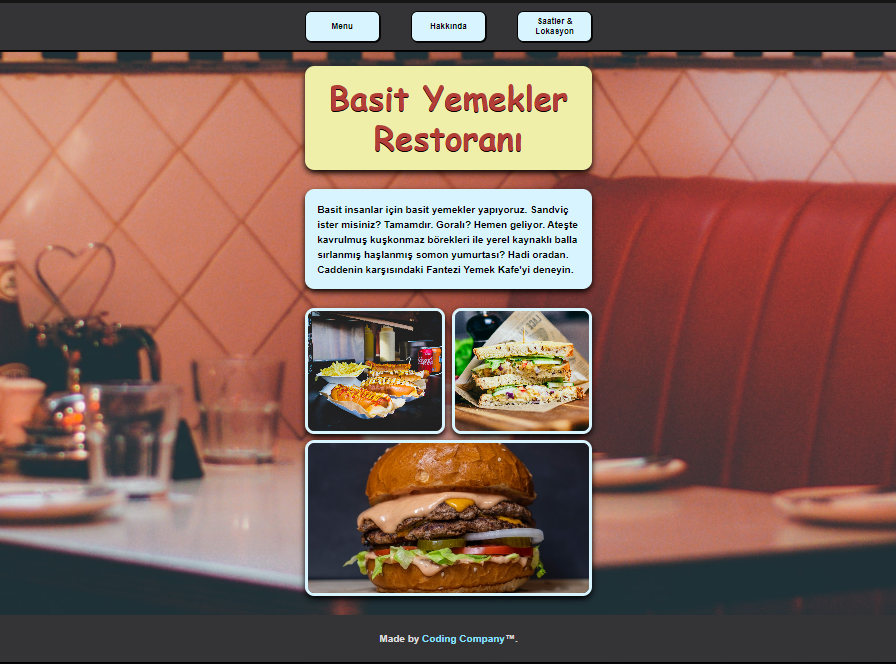 Menu
Hakkında
Saatler &
Lokasyon
Basit Yemekler
Restoranı
Basit insanlar için basit yemekler yapıyoruz. Sandviç
ister misiniz? Tamamdır. Goralı? Hemen geliyor. Ateşte
kavrulmuş kuşkonmaz börekleri ile yerel kaynaklı balla
sırlanmış haşlanmış somon yumurtası? Hadi oradan.
Caddenin karşısındaki Fantezi Yemek Kafe'yi deneyin.
Made by Coding Company™.